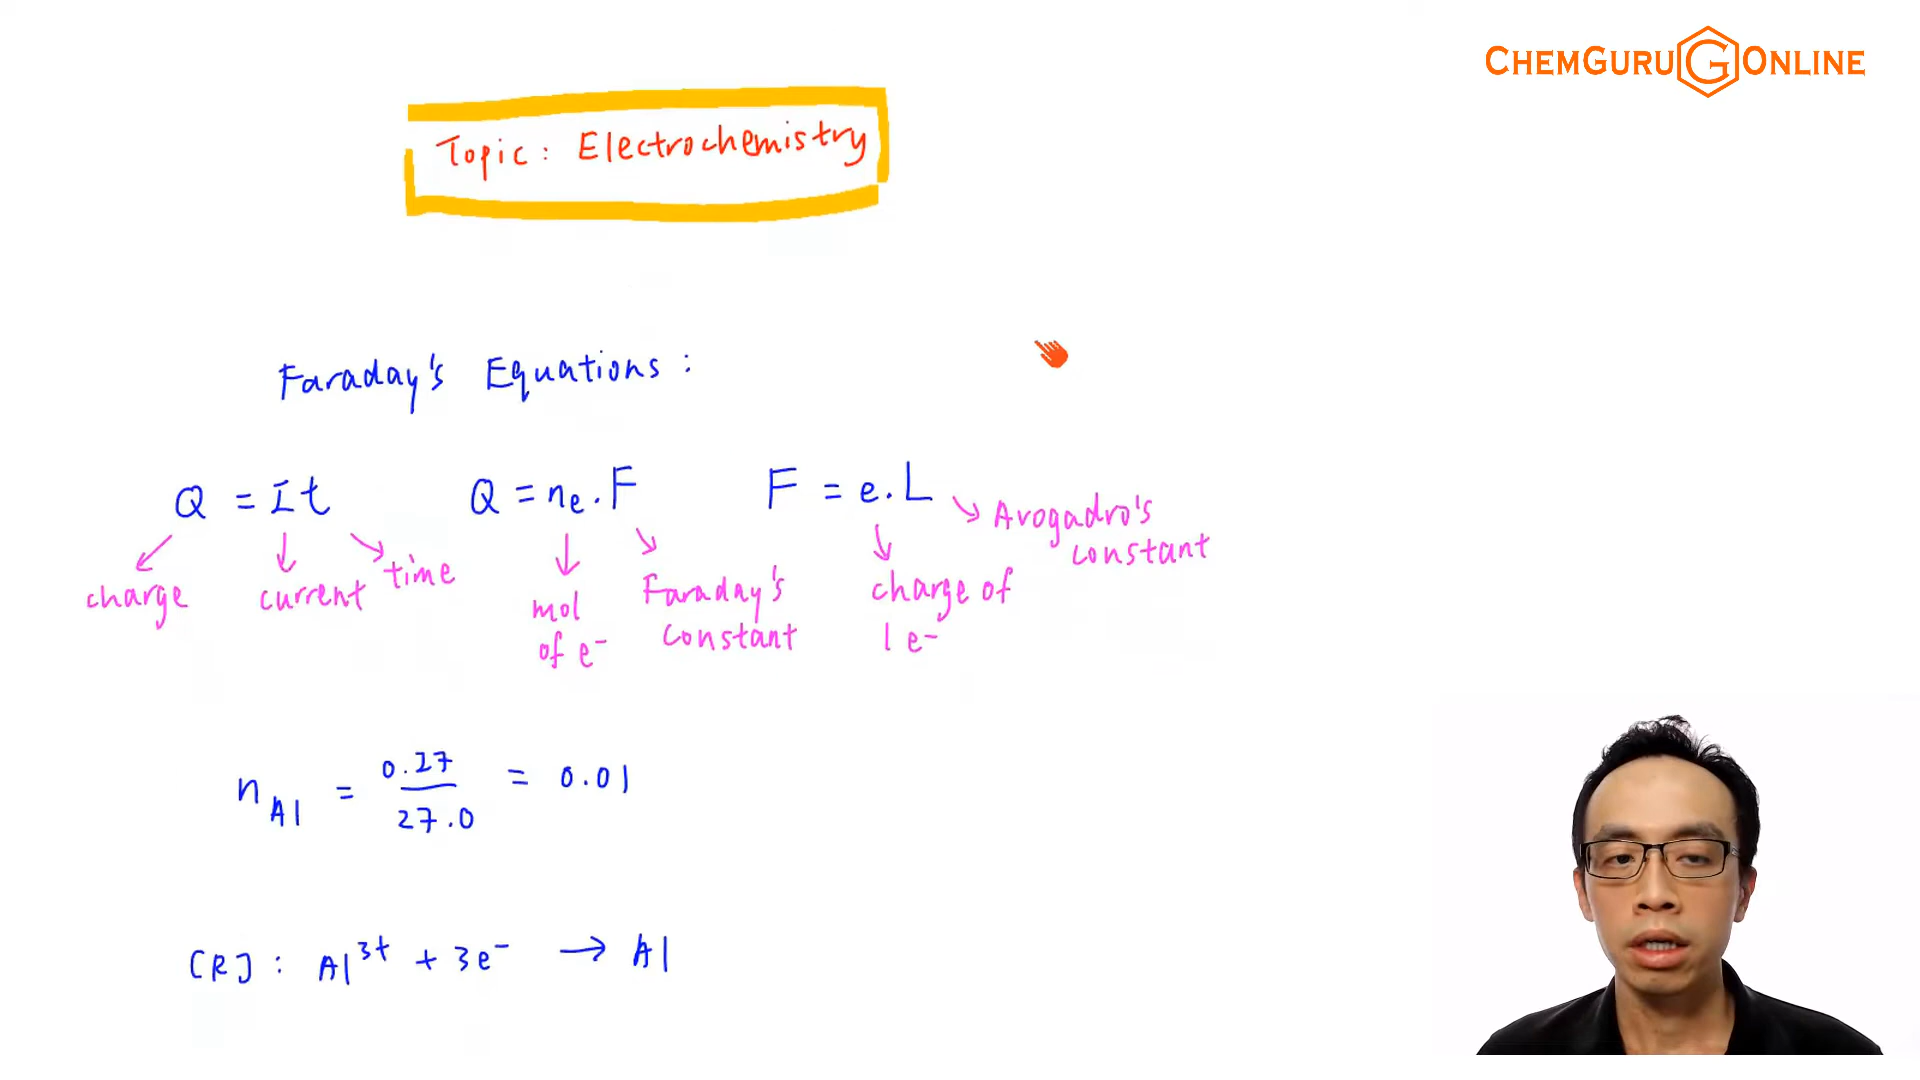 CHEMGURU G ONLINE
Topic: Electrochemistry
Faraday's Equations:
Q = It Q = nₑ.F F = e.L
charge current time mol of e⁻ Faraday's constant charge of 1 e⁻ Avogadro's constant
n Al = 0.27 / 27.0 = 0.01
[R]: Al³⁺ + 3e⁻ → Al